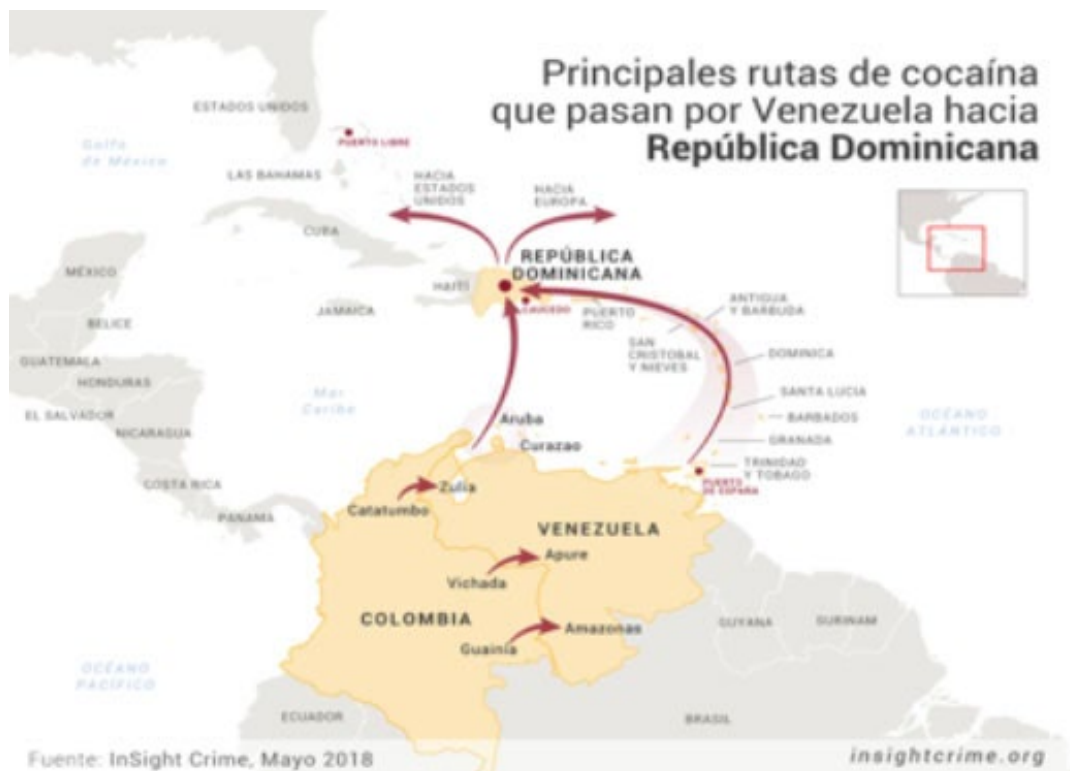 Principales rutas de cocaína
que pasan por Venezuela hacia
República Dominicana
ESTADOS UNIDOS
Golfo
de México
PUERTO LIBRE
LAS BAHAMAS
HACIA
ESTADOS
UNIDOS
HACIA
EUROPA
CUBA
REPÚBLICA
DOMINICANA
MÉXICO
HAITÍ
CAUCEDO
PUERTO
RICO
ANTIGUA
Y BARBUDA
JAMAICA
BELICE
SAN
CRISTOBAL
Y NIEVES
DOMINICA
GUATEMALA
HONDURAS
SANTA LUCIA
Mar
Caribe
EL SALVADOR
BARBADOS
OCÉANO
ATLÁNTICO
NICARAGUA
Aruba
GRANADA
Curazao
TRINIDAD
Y TOBAGO
COSTA RICA
Zulia
PUERTO
DE ESPAÑA
Catatumbo
PANAMA
VENEZUELA
Apure
Vichada
COLOMBIA
Amazonas
GUYANA
SURINAM
Guainía
OCÉANO
PACÍFICO
ECUADOR
BRASIL
Fuente: InSight Crime, Mayo 2018
insightcrime.org